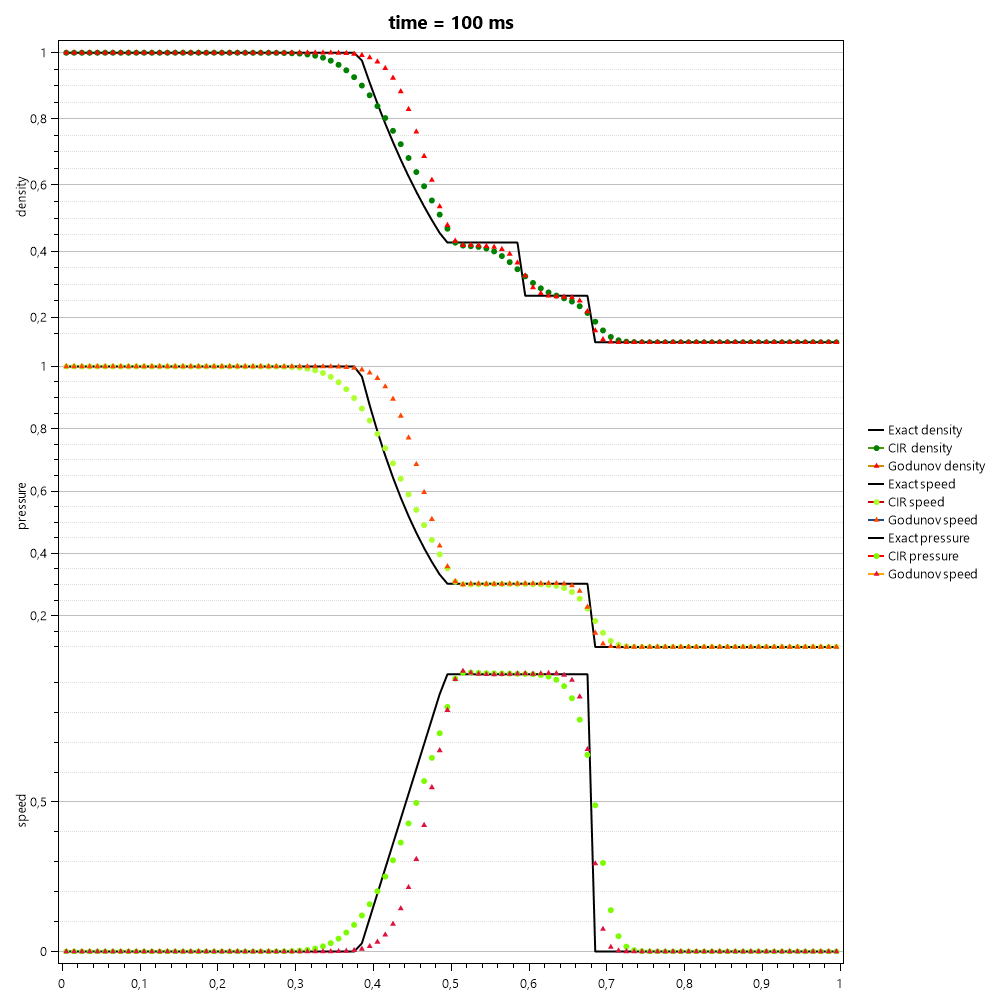 time = 100 ms
1
0,8
0,6
0,4
0,2
density
1
0,8
0,6
0,4
0,2
pressure
0,5
0
speed
0
0,1
0,2
0,3
0,4
0,5
0,6
0,7
0,8
0,9
1
Exact density
CIR density
Godunov density
Exact speed
CIR speed
Godunov speed
Exact pressure
CIR pressure
Godunov speed